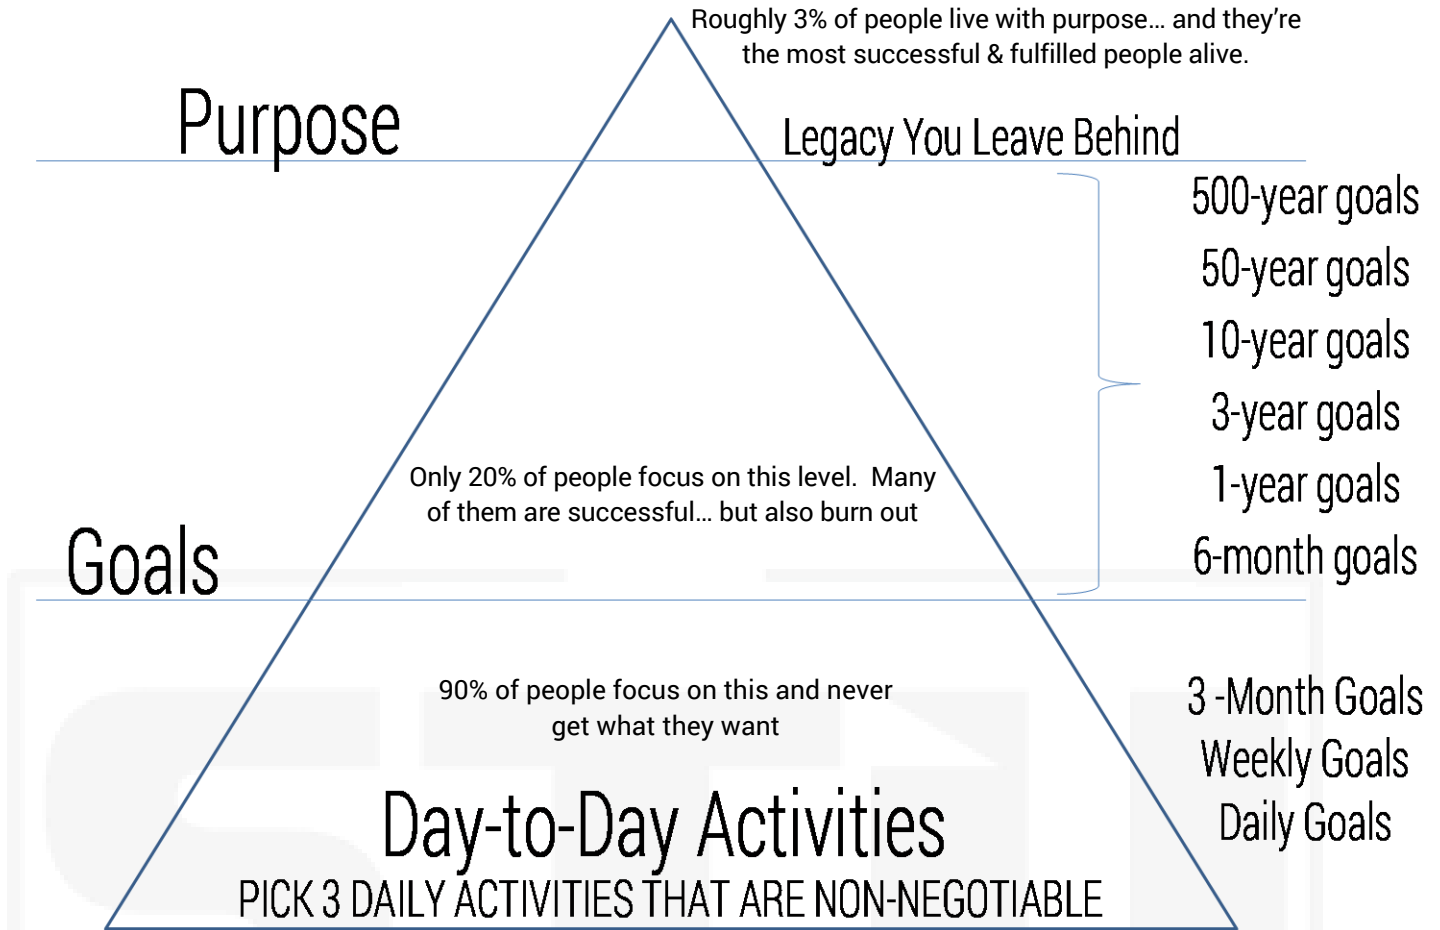 Roughly 3% of people live with purpose… and they’re
the most successful & fulfilled people alive.
Purpose
Legacy You Leave Behind
500-year goals
50-year goals
10-year goals
3-year goals
1-year goals
6-month goals
Only 20% of people focus on this level.  Many
of them are successful… but also burn out
Goals
90% of people focus on this and never
get what they want
3 -Month Goals
Weekly Goals
Daily Goals
Day-to-Day Activities
PICK 3 DAILY ACTIVITIES THAT ARE NON-NEGOTIABLE